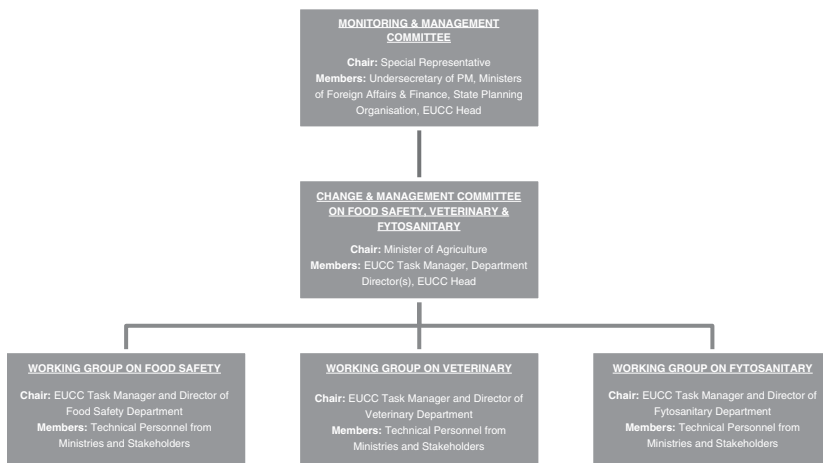 MONITORING & MANAGEMENT
COMMITTEE
Chair: Special Representative
Members: Undersecretary of PM, Ministers
of Foreign Affairs & Finance, State Planning
Organisation, EUCC Head
CHANGE & MANAGEMENT COMMITTEE
ON FOOD SAFETY, VETERINARY &
FYTOSANITARY
Chair: Minister of Agriculture
Members: EUCC Task Manager, Department
Director(s), EUCC Head
WORKING GROUP ON FOOD SAFETY
Chair: EUCC Task Manager and Director of
Food Safety Department
Members: Technical Personnel from
Ministries and Stakeholders
WORKING GROUP ON VETERINARY
Chair: EUCC Task Manager and Director of
Veterinary Department
Members: Technical Personnel from
Ministries and Stakeholders
WORKING GROUP ON FYTOSANITARY
Chair: EUCC Task Manager and Director of
Fytosanitary Department
Members: Technical Personnel from
Ministries and Stakeholders